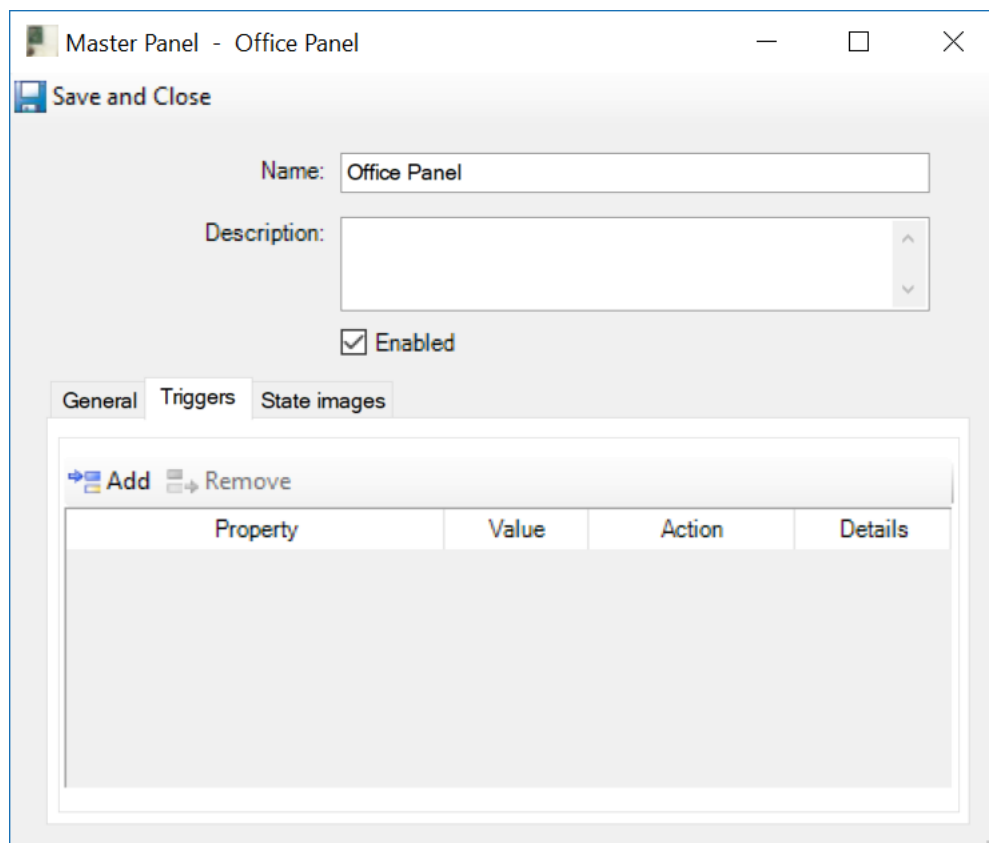 Master Panel - Office Panel
Save and Close
Name: Office Panel
Description:
Enabled
General Triggers State images
Add Remove
Property Value Action Details